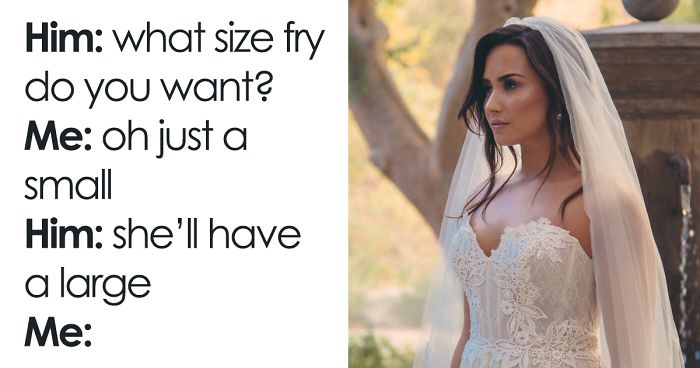 Him: what size fry
do you want?
Me: oh just a
small
Him: she’ll have
a large
Me: